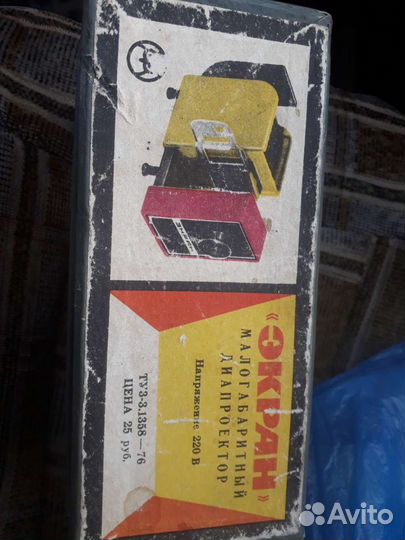 «ЭКРАН»
МАЛОГАБАРИТНЫЙ
ДИАПРОЕКТОР
Напряжение 220 В
ТУ3-3.1358—76
ЦЕНА 25 руб.
Avito